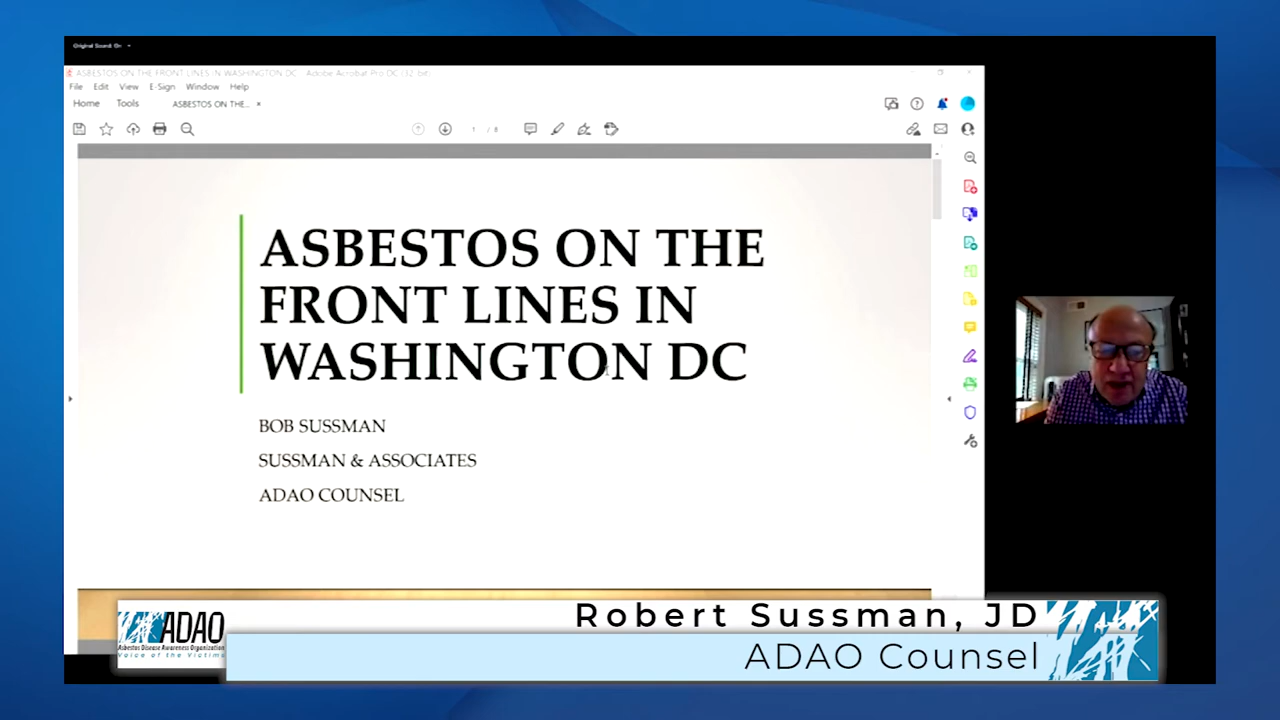 Original Sound: On
ASBESTOS ON THE FRONT LINES IN WASHINGTON DC - Adobe Acrobat Pro DC (32-bit)
File Edit View E-Sign Window Help
Home Tools ASBESTOS ON THE... ×
1 / 8
ASBESTOS ON THE
FRONT LINES IN
WASHINGTON DC
BOB SUSSMAN
SUSSMAN & ASSOCIATES
ADAO COUNSEL
ADAO
Asbestos Disease Awareness Organization
Voice of the Victims
Robert Sussman, JD
ADAO Counsel